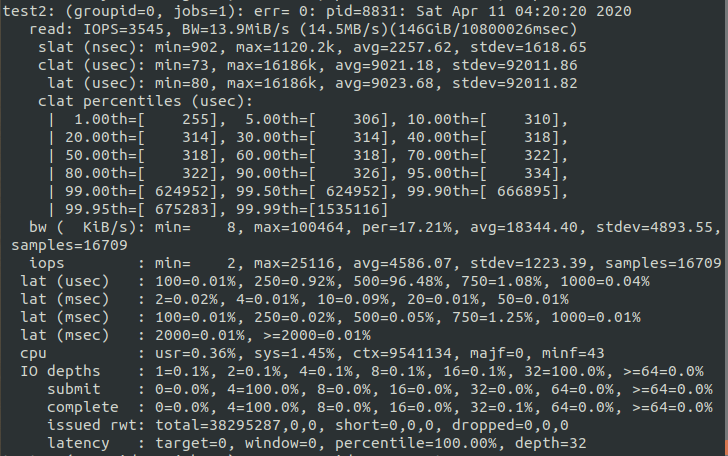 test2: (groupid=0, jobs=1): err= 0: pid=8831: Sat Apr 11 04:20:20 2020
read: IOPS=3545, BW=13.9MiB/s (14.5MB/s)(146GiB/10800026msec)
slat (nsec): min=902, max=1120.2k, avg=2257.62, stdev=1618.65
clat (usec): min=73, max=16186k, avg=9021.18, stdev=92011.86
lat (usec): min=80, max=16186k, avg=9023.68, stdev=92011.82
clat percentiles (usec):
| 1.00th=[ 255], 5.00th=[ 306], 10.00th=[ 310],
| 20.00th=[ 314], 30.00th=[ 314], 40.00th=[ 318],
| 50.00th=[ 318], 60.00th=[ 318], 70.00th=[ 322],
| 80.00th=[ 322], 90.00th=[ 326], 95.00th=[ 334],
| 99.00th=[ 624952], 99.50th=[ 624952], 99.90th=[ 666895],
| 99.95th=[ 675283], 99.99th=[1535116]
bw ( KiB/s): min= 8, max=100464, per=17.21%, avg=18344.40, stdev=4893.55,
samples=16709
iops : min= 2, max=25116, avg=4586.07, stdev=1223.39, samples=16709
lat (usec) : 100=0.01%, 250=0.92%, 500=96.48%, 750=1.08%, 1000=0.04%
lat (msec) : 2=0.02%, 4=0.01%, 10=0.09%, 20=0.01%, 50=0.01%
lat (msec) : 100=0.01%, 250=0.02%, 500=0.05%, 750=1.25%, 1000=0.01%
lat (msec) : 2000=0.01%, >=2000=0.01%
cpu : usr=0.36%, sys=1.45%, ctx=9541134, majf=0, minf=43
IO depths : 1=0.1%, 2=0.1%, 4=0.1%, 8=0.1%, 16=0.1%, 32=100.0%, >=64=0.0%
submit : 0=0.0%, 4=100.0%, 8=0.0%, 16=0.0%, 32=0.0%, 64=0.0%, >=64=0.0%
complete : 0=0.0%, 4=100.0%, 8=0.0%, 16=0.0%, 32=0.1%, 64=0.0%, >=64=0.0%
issued rwt: total=38295287,0,0, short=0,0,0, dropped=0,0,0
latency : target=0, window=0, percentile=100.00%, depth=32